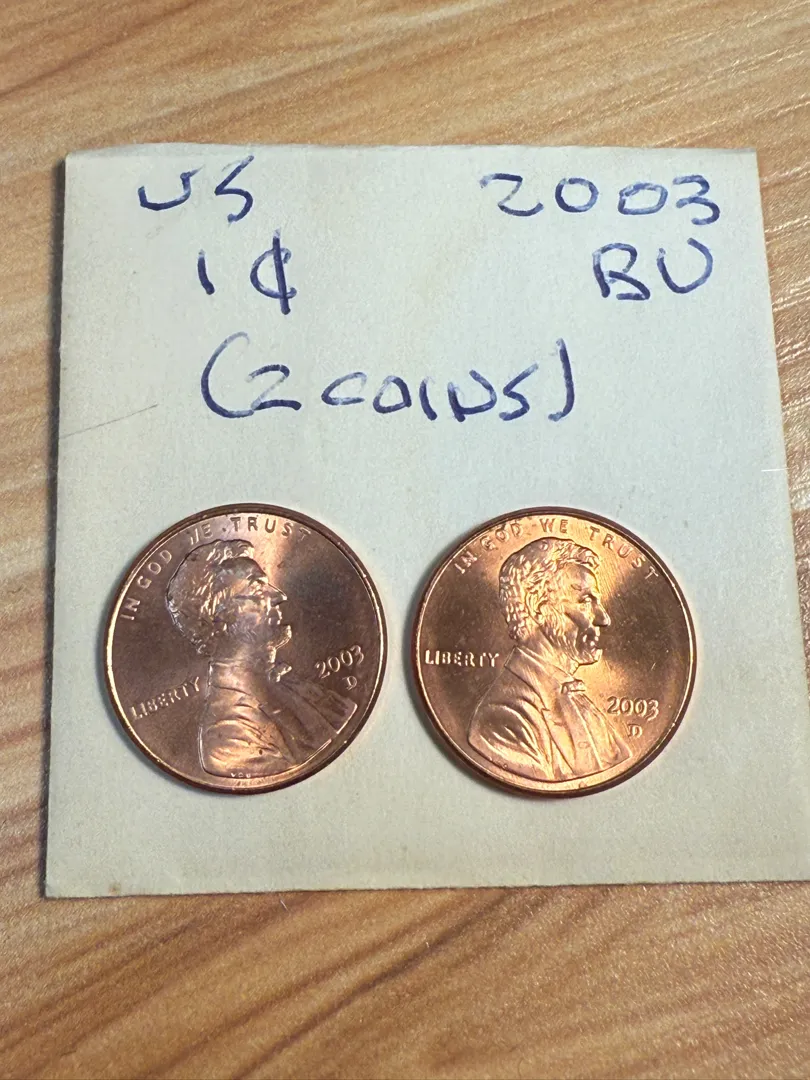 US 2003
1¢ BU
(2 COINS)
IN GOD WE TRUST
LIBERTY
2003
D
IN GOD WE TRUST
LIBERTY
2003
D